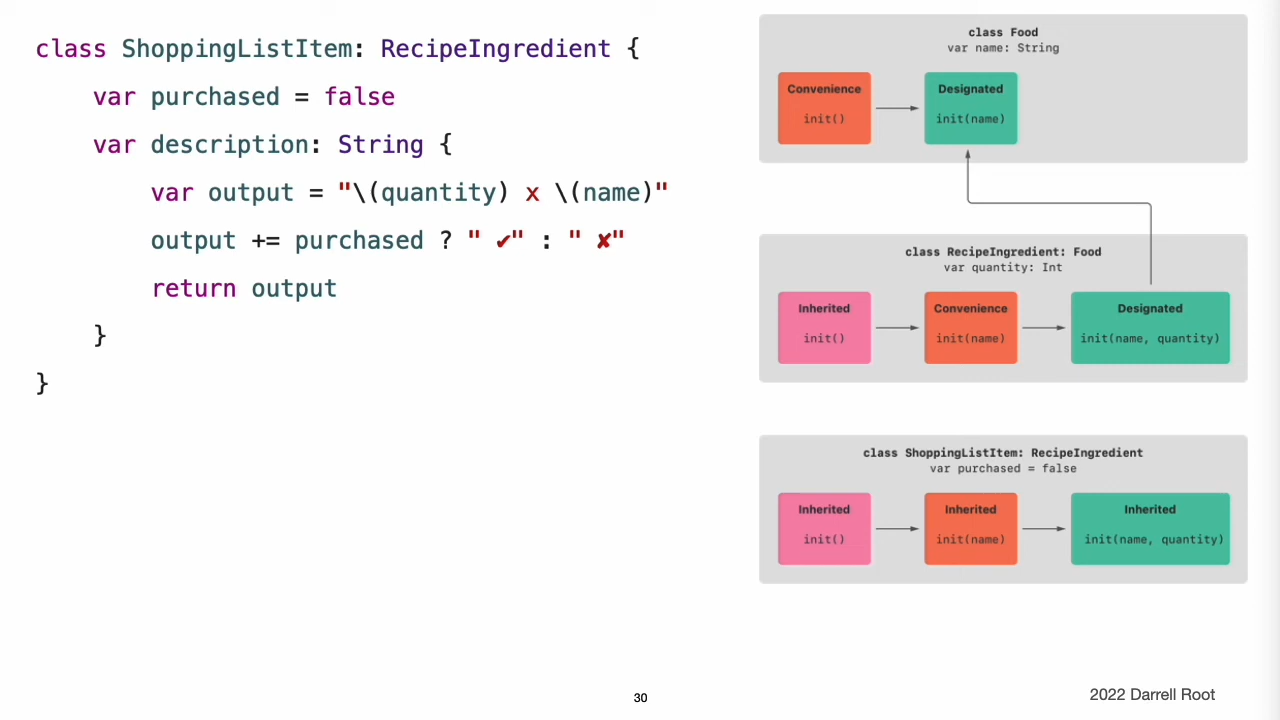 class ShoppingListItem: RecipeIngredient {
var purchased = false
var description: String {
var output = "\(quantity) x \(name)"
output += purchased ? " ✔" : " ✘"
return output
}
}
class Food
var name: String
Convenience
init()
Designated
init(name)
class RecipeIngredient: Food
var quantity: Int
Inherited
init()
Convenience
init(name)
Designated
init(name, quantity)
class ShoppingListItem: RecipeIngredient
var purchased = false
Inherited
init()
Inherited
init(name)
Inherited
init(name, quantity)
30
2022 Darrell Root